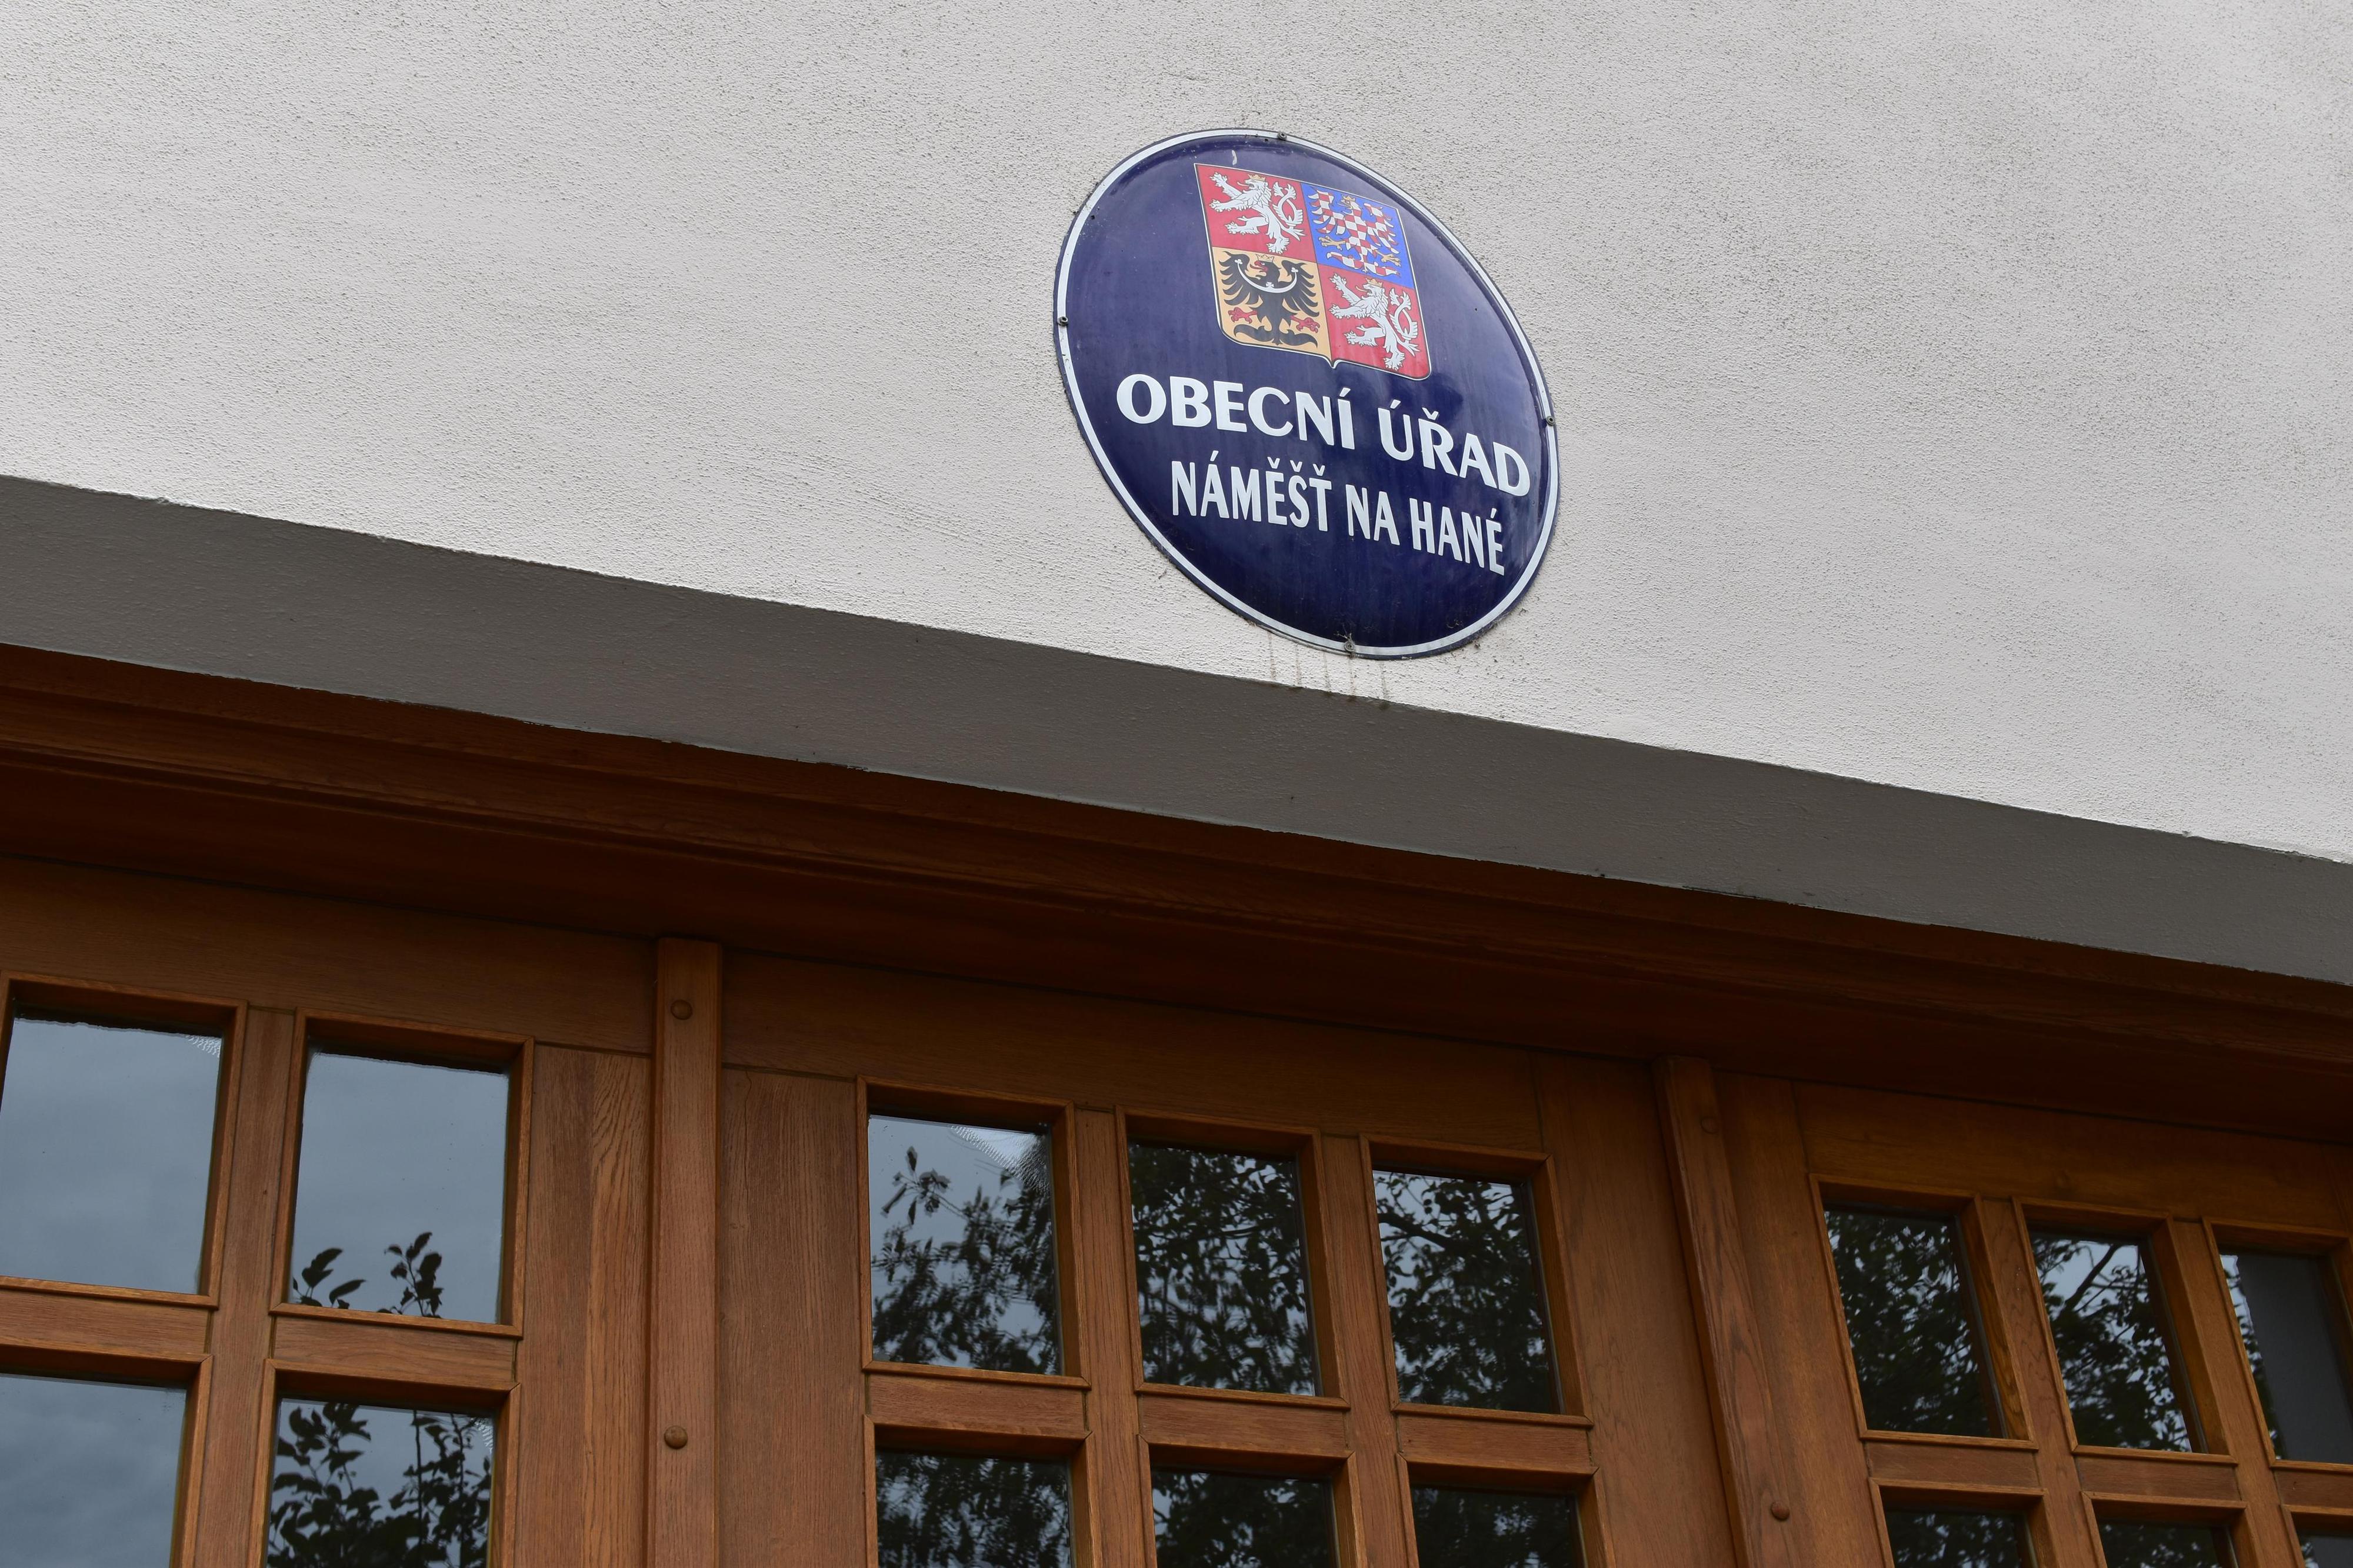 OBECNÍ ÚŘAD
NÁMĚŠŤ NA HANÉ